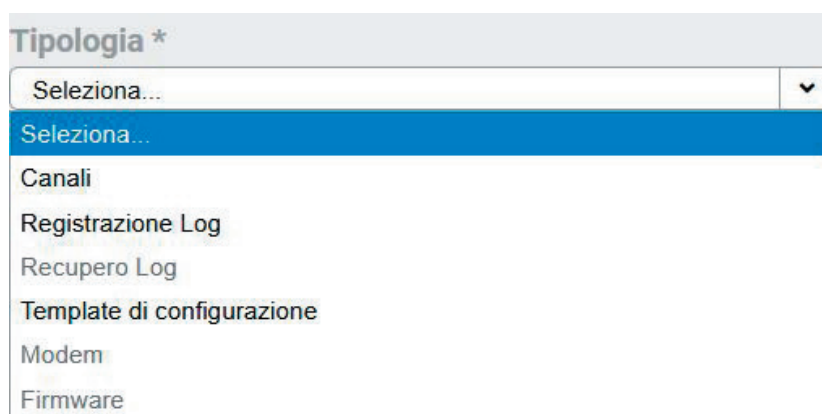 Tipologia *
Seleziona...
Seleziona...
Canali
Registrazione Log
Recupero Log
Template di configurazione
Modem
Firmware